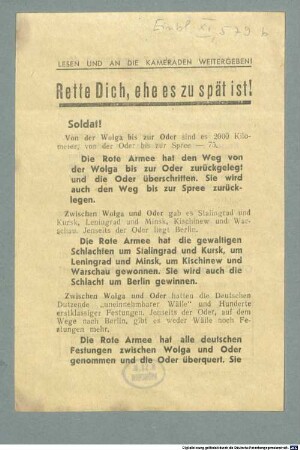 LESEN UND AN DIE KAMERADEN WEITERGEBEN!
Rette Dich, ehe es zu spät ist!
Soldat!
Von der Wolga bis zur Oder sind es 2000 Kilo-
meter; von der Oder bis zur Spree — 75.
Die Rote Armee hat den Weg von
der Wolga bis zur Oder zurückgelegt
und die Oder überschritten. Sie wird
auch den Weg bis zur Spree zurück-
legen.
Zwischen Wolga und Oder gab es Stalingrad und
Kursk, Leningrad und Minsk, Kischinew und War-
schau. Jenseits der Oder liegt Berlin.
Die Rote Armee hat die gewaltigen
Schlachten um Stalingrad und Kursk, um
Leningrad und Minsk, um Kischinew und
Warschau gewonnen. Sie wird auch die
Schlacht um Berlin gewinnen.
Zwischen Wolga und Oder hatten die Deutschen
Dutzende „uneinnehmbarer Wälle" und Hunderte
erstklassiger Festungen. Jenseits der Oder, auf dem
Wege nach Berlin, gibt es weder Wälle noch Fe-
stungen mehr.
Die Rote Armee hat alle deutschen
Festungen zwischen Wolga und Oder
genommen und die Oder überquert. Sie